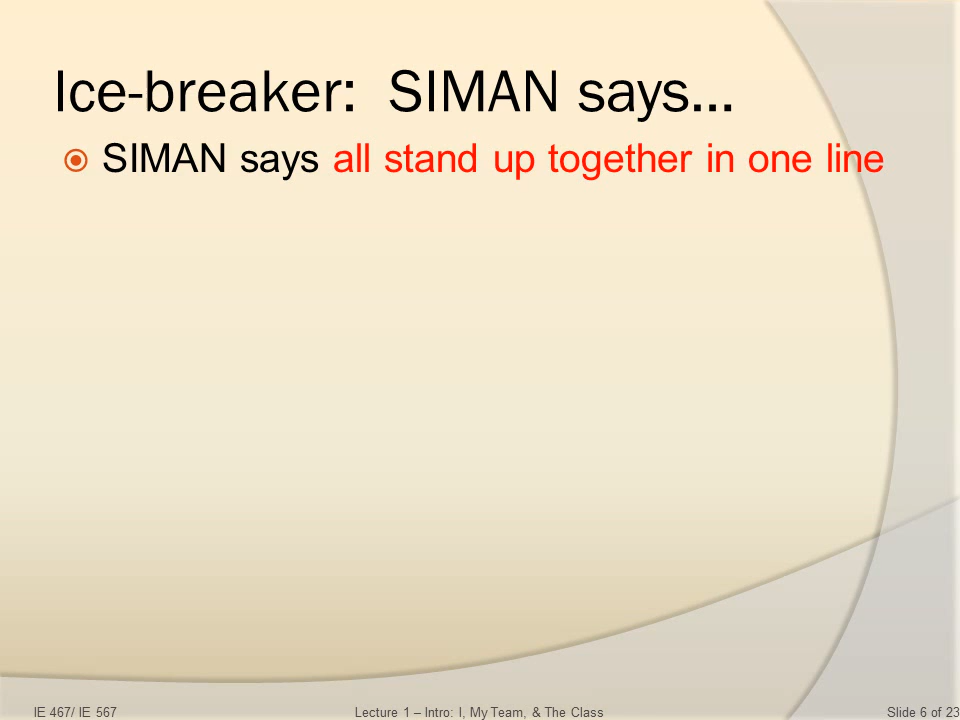 Ice-breaker:  SIMAN says…
SIMAN says all stand up together in one line
IE 467/ IE 567 Lecture 1 – Intro: I, My Team, & The Class Slide 6 of 23